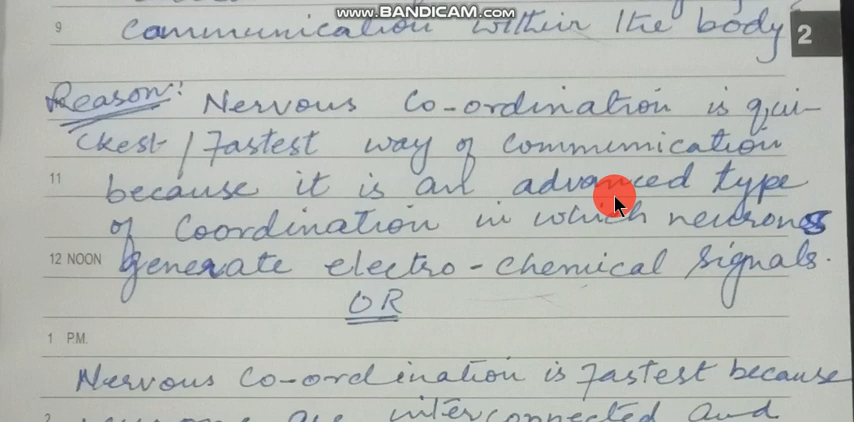 www.BANDICAM.com
9 communication within the body 2
Reason: Nervous Co-ordination is qui-
ckest / Fastest way of communication
11 because it is an advanced type
of Coordination in which neurones
12 NOON generate electro-chemical signals.
OR
1 P.M.
Nervous Co-ordination is fastest because
interconnected and